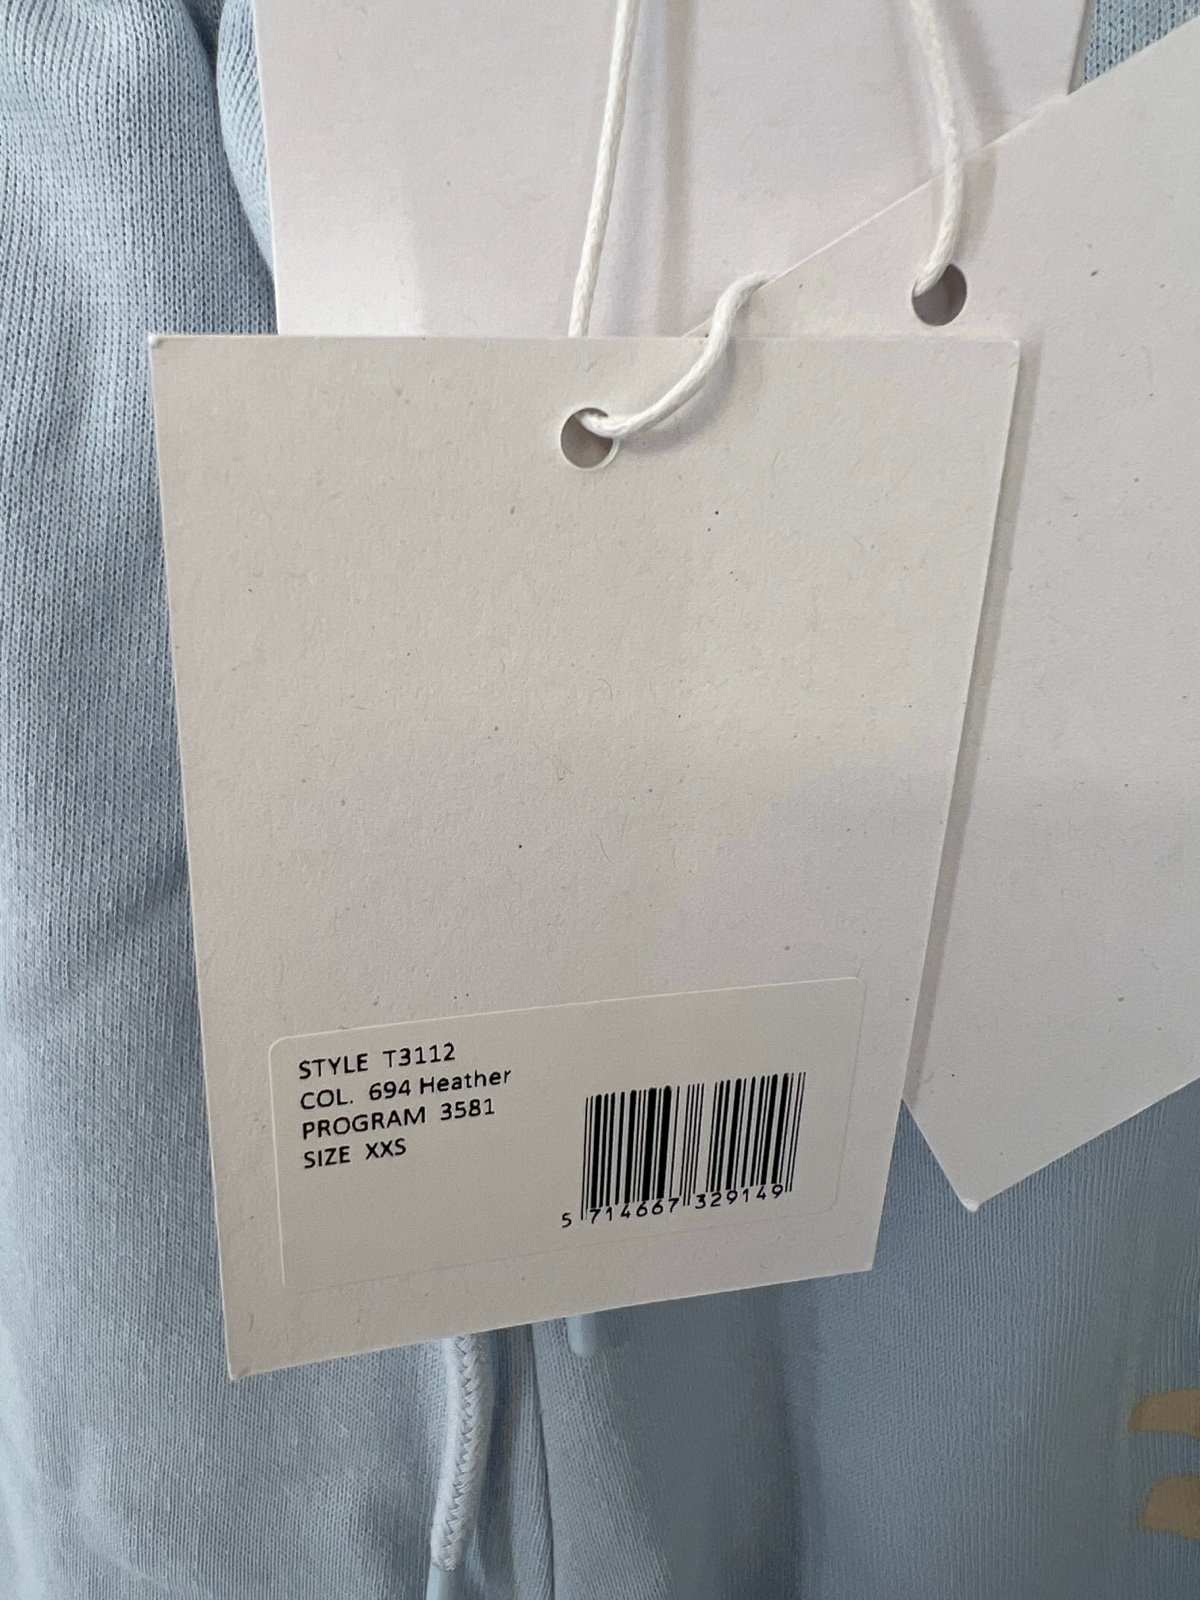 STYLE T3112
COL. 694 Heather
PROGRAM 3581
SIZE XXS
5 714667 329149